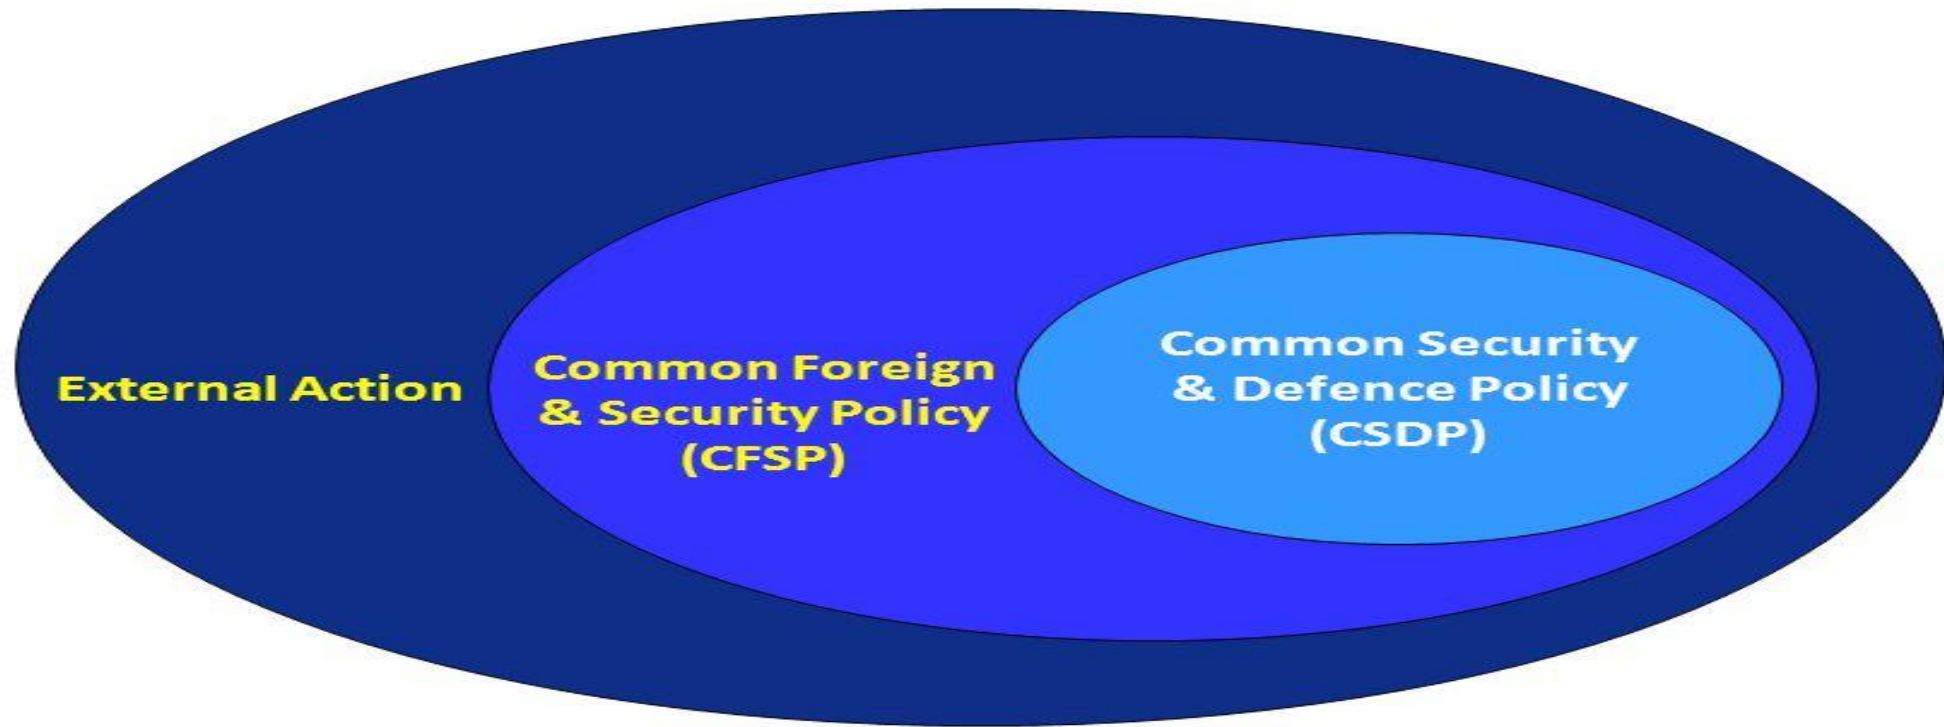 External Action
Common Foreign
& Security Policy
(CFSP)
Common Security
& Defence Policy
(CSDP)